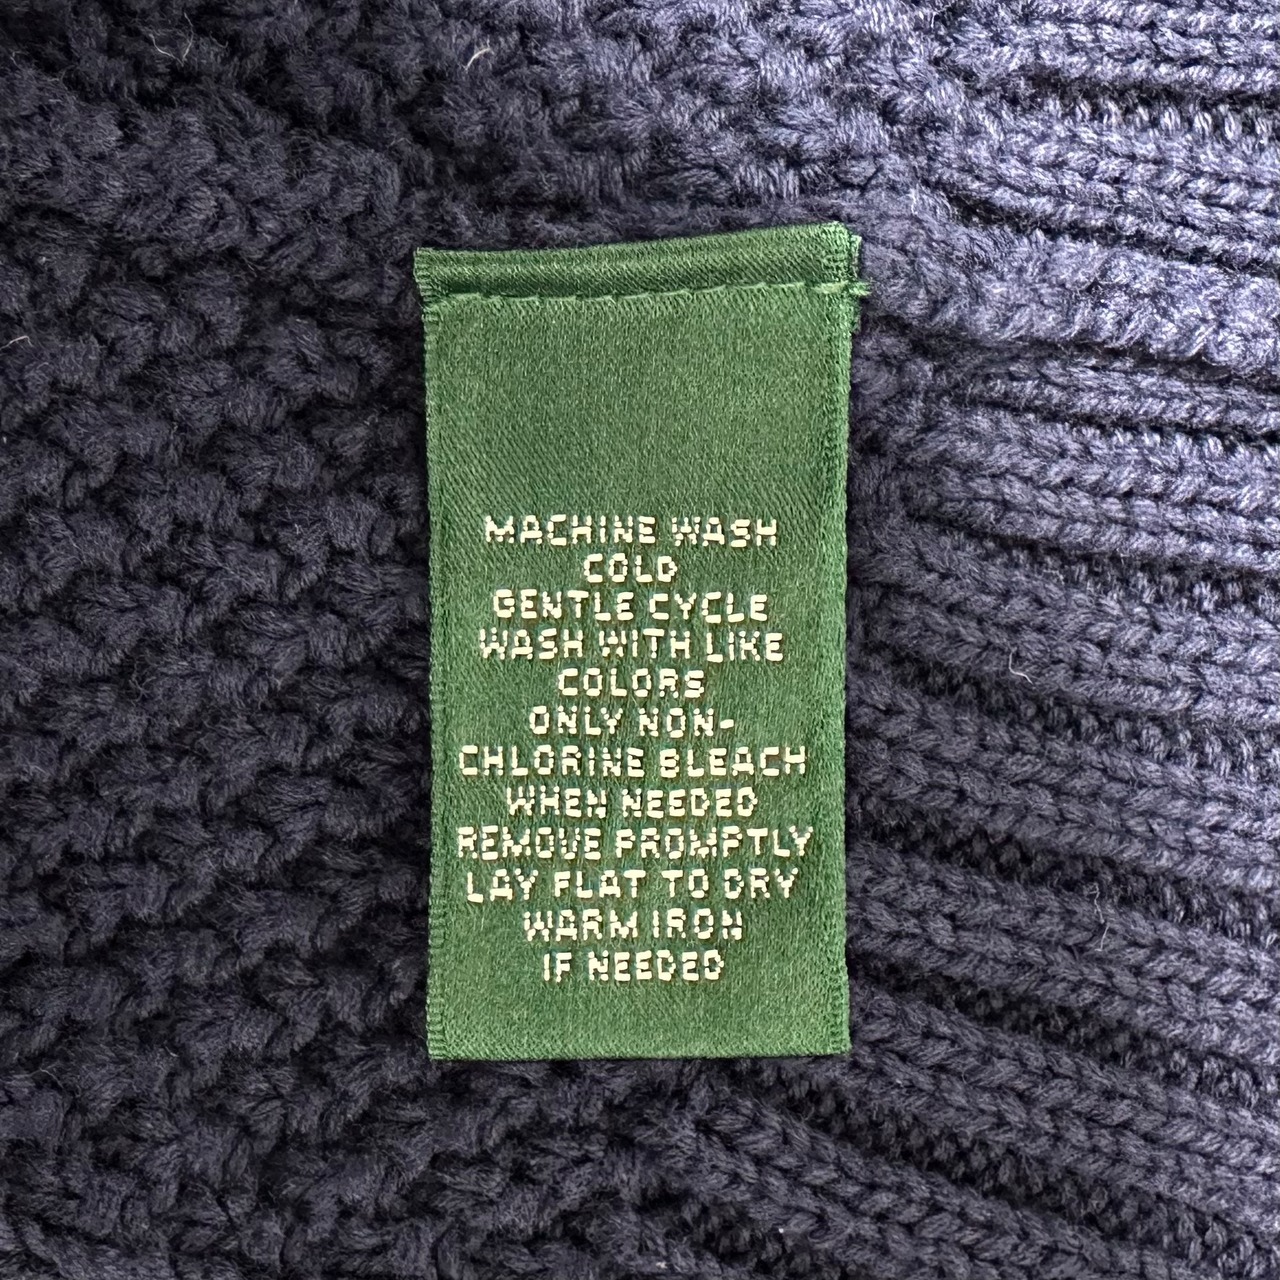 MACHINE WASH
COLD
GENTLE CYCLE
WASH WITH LIKE
COLORS
ONLY NON-
CHLORINE BLEACH
WHEN NEEDED
REMOVE PROMPTLY
LAY FLAT TO DRY
WARM IRON
IF NEEDED